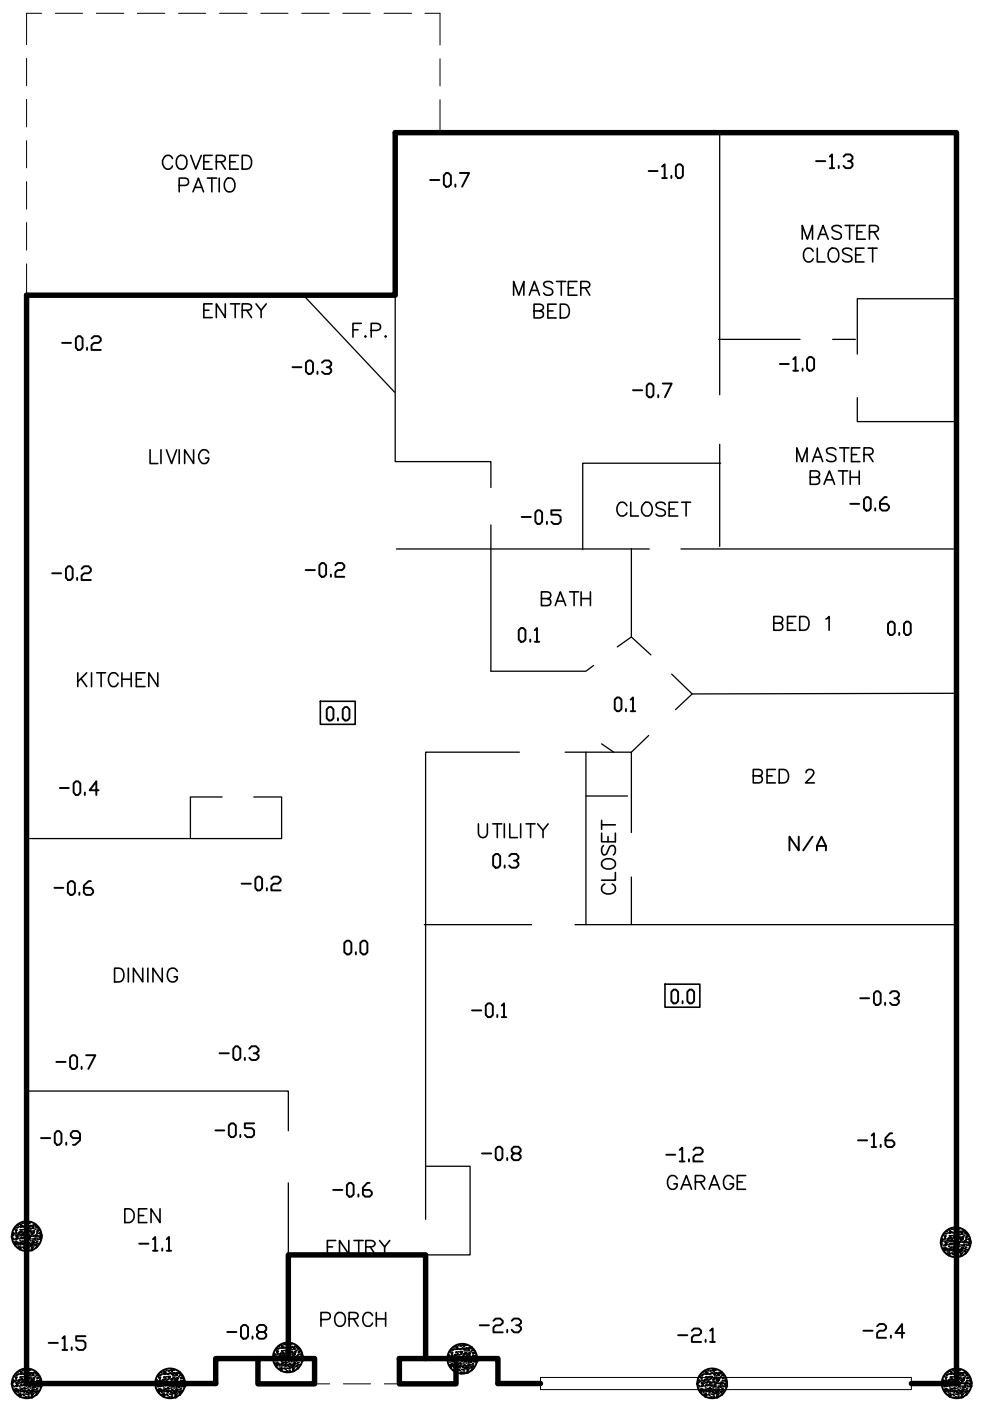 COVERED
PATIO
-0.7
-1.0
-1.3
MASTER
CLOSET
MASTER
BED
ENTRY
F.P.
-0.2
-0.3
-1.0
-0.7
LIVING
MASTER
BATH
-0.6
CLOSET
-0.5
-0.2
-0.2
BATH
0.1
BED 1
0.0
KITCHEN
0.0
0.1
-0.4
BED 2
UTILITY
0.3
CLOSET
N/A
-0.6
-0.2
0.0
DINING
-0.1
0.0
-0.3
-0.7
-0.3
-0.9
-0.5
-0.8
-1.2
-1.6
GARAGE
-0.6
DEN
-1.1
ENTRY
PORCH
-1.5
-0.8
-2.3
-2.1
-2.4